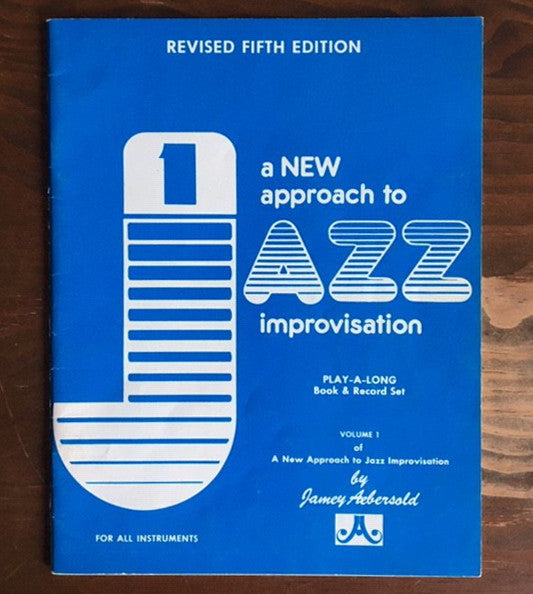 REVISED FIFTH EDITION
1
a NEW
approach to
JAZZ
improvisation
PLAY-A-LONG
Book & Record Set
VOLUME 1
of
A New Approach to Jazz Improvisation
by
Jamey Aebersold
JA
FOR ALL INSTRUMENTS